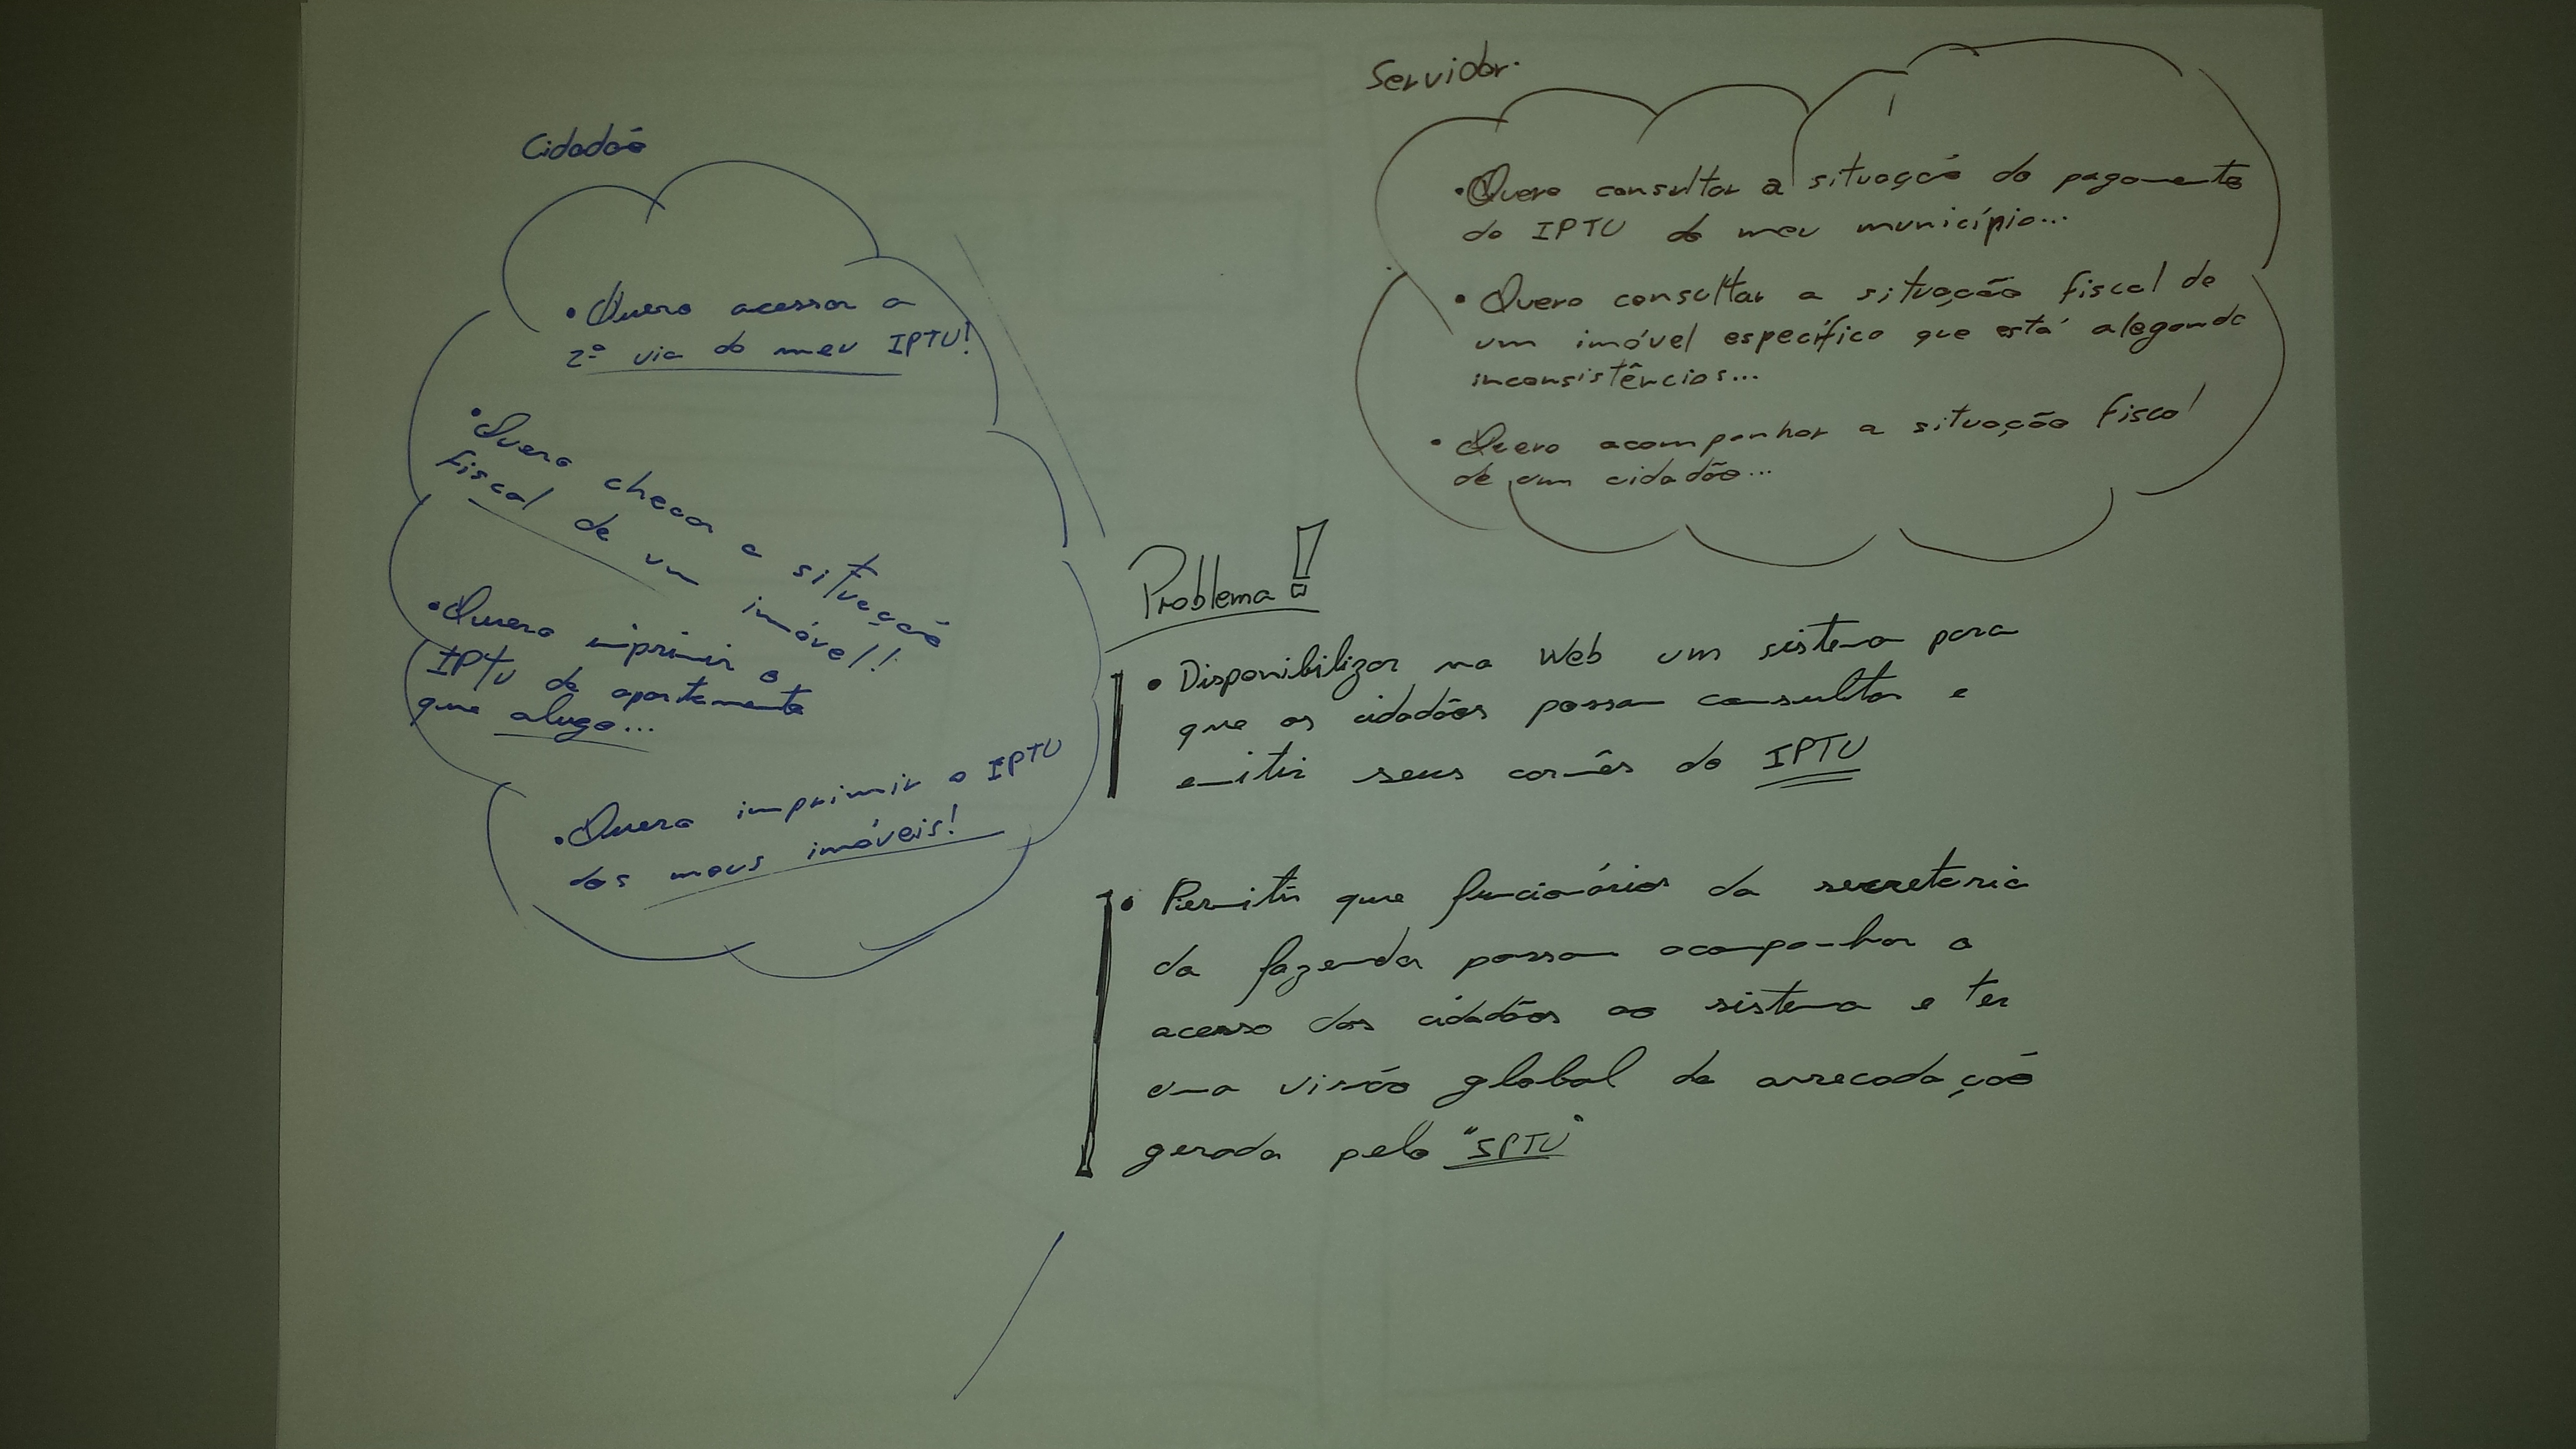 Cidadão
• Quero acessar a
2ª via do meu IPTU!
• Quero checar a situação
fiscal de um imóvel!
• Quero imprimir o
IPTU do apartamento
que alugo...
• Quero imprimir o IPTU
dos meus imóveis!
Servidor.
• Quero consultar a situação do pagamento
do IPTU do meu município...
• Quero consultar a situação fiscal de
um imóvel específico que está alegando
inconsistências...
• Quero acompanhar a situação fiscal
de um cidadão...
Problema!
• Disponibilizar na Web um sistema para
que os cidadãos possam consultar e
emitir seus carnês do IPTU
• Permitir que funcionários da secretaria
da fazenda possam acompanhar o
acesso dos cidadãos ao sistema e ter
uma visão global da arrecadação
gerada pelo "IPTU"